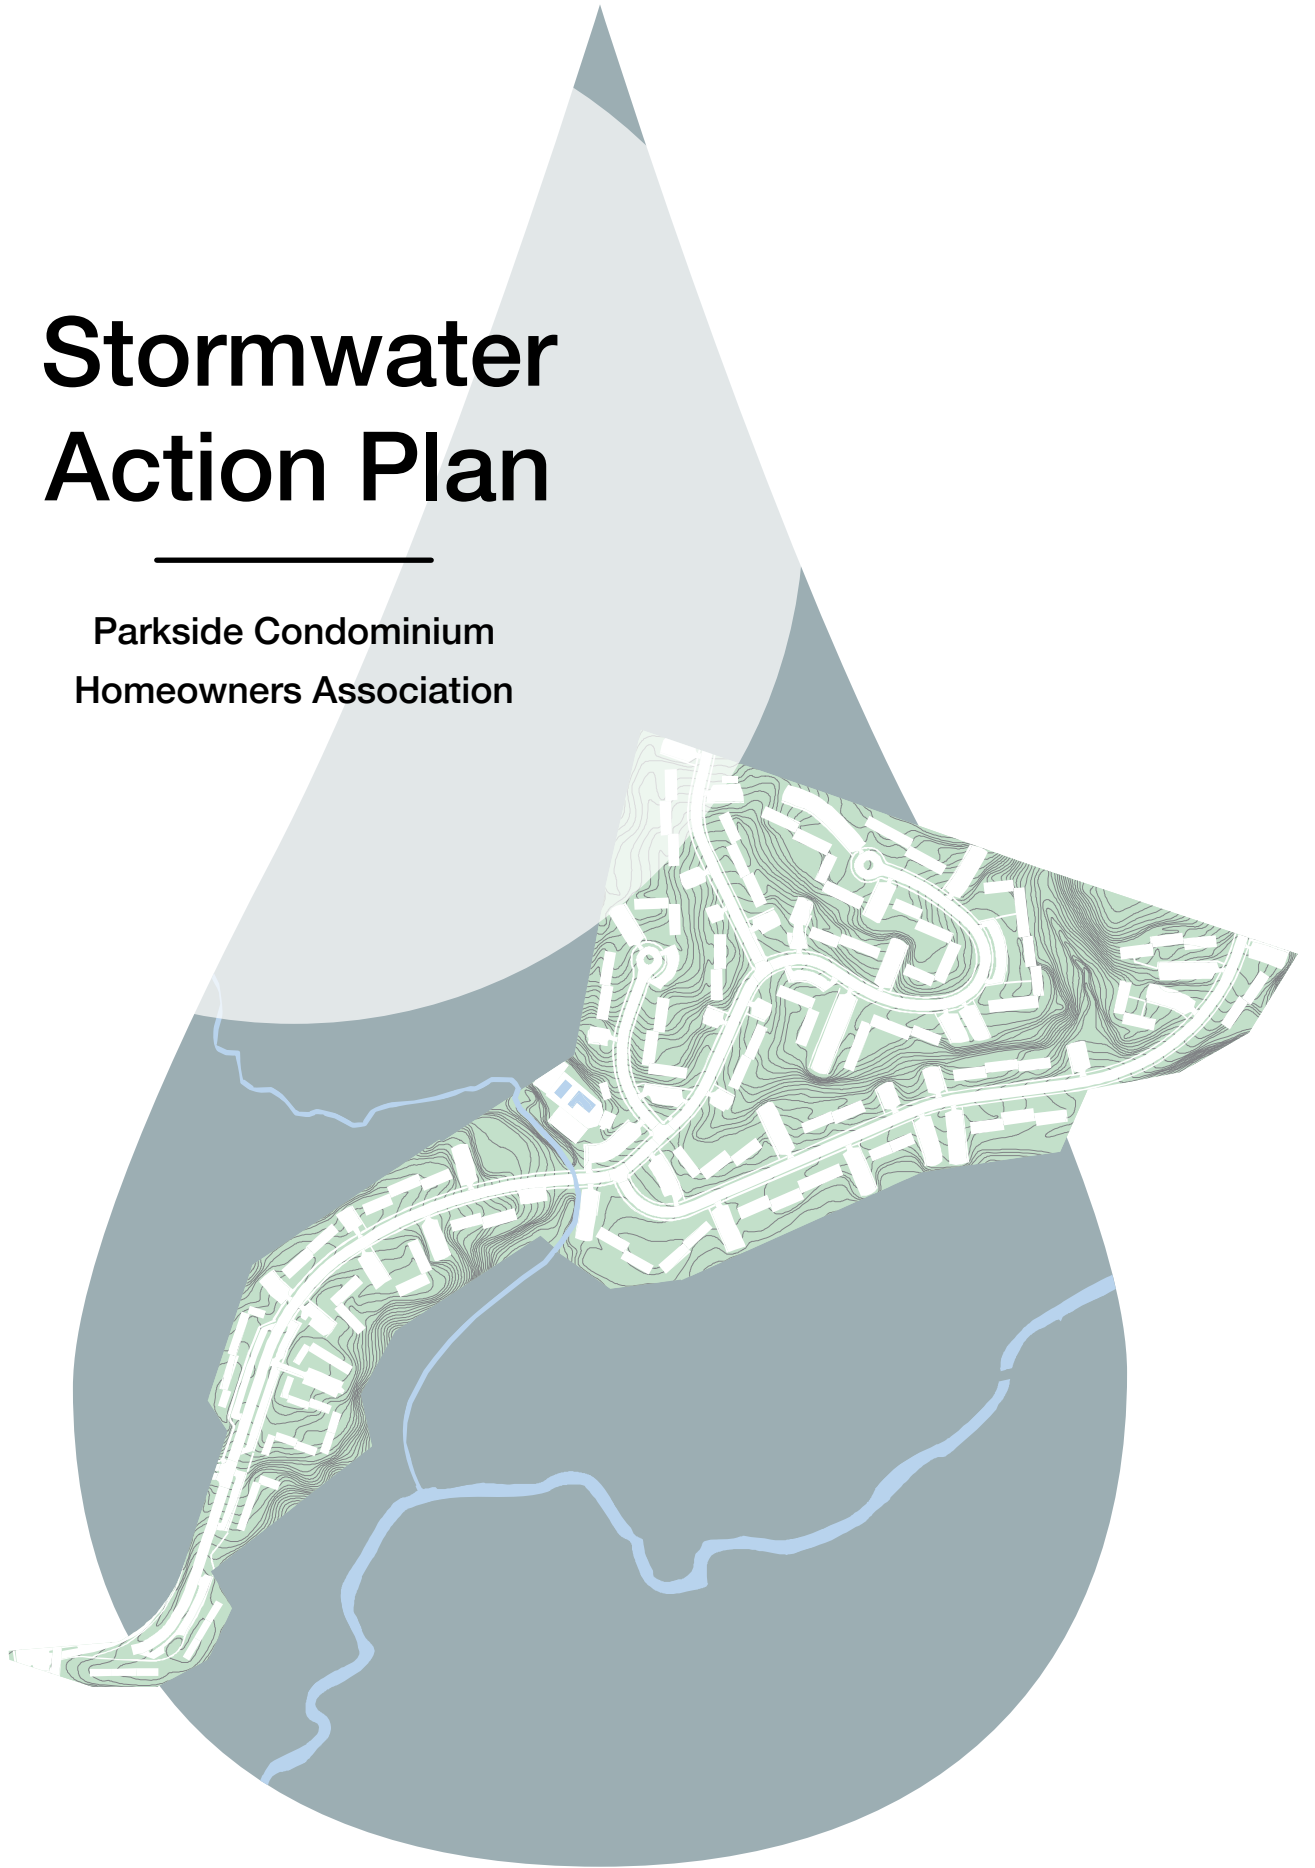 Stormwater
Action Plan
Parkside Condominium
Homeowners Association